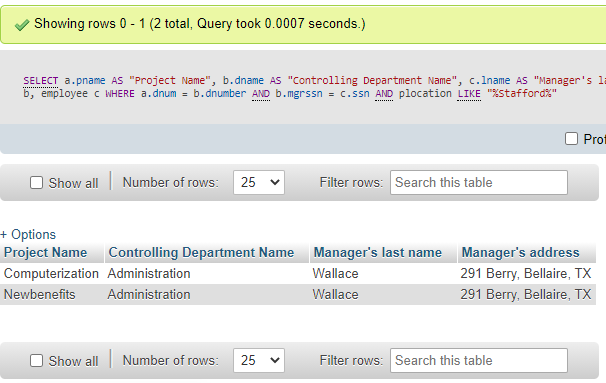 Showing rows 0 - 1 (2 total, Query took 0.0007 seconds.)
SELECT a.pname AS "Project Name", b.dname AS "Controlling Department Name", c.lname AS "Manager's la
b, employee c WHERE a.dnum = b.dnumber AND b.mgrssn = c.ssn AND plocation LIKE "%Stafford%"
Prof
Show all Number of rows: 25 Filter rows: Search this table
+ Options
Project Name Controlling Department Name Manager's last name Manager's address
Computerization Administration Wallace 291 Berry, Bellaire, TX
Newbenefits Administration Wallace 291 Berry, Bellaire, TX
Show all Number of rows: 25 Filter rows: Search this table